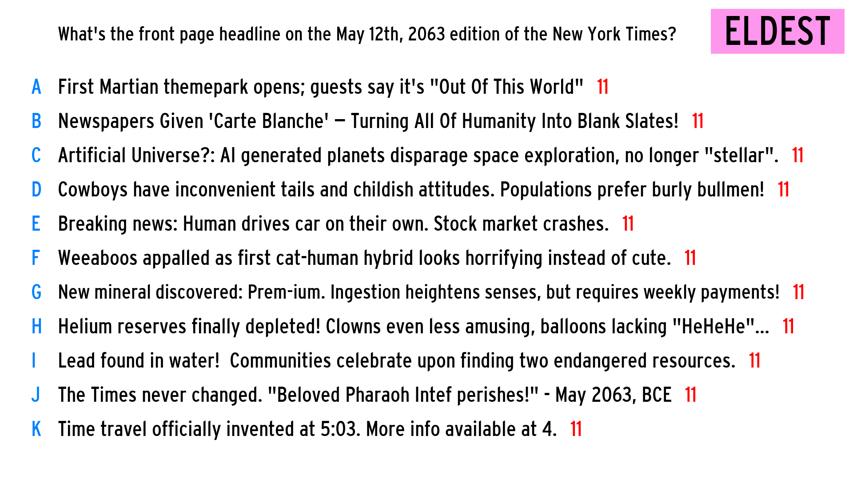 What's the front page headline on the May 12th, 2063 edition of the New York Times?
ELDEST
A First Martian themepark opens; guests say it's "Out Of This World" 11
B Newspapers Given 'Carte Blanche' – Turning All Of Humanity Into Blank Slates! 11
C Artificial Universe?: AI generated planets disparage space exploration, no longer "stellar". 11
D Cowboys have inconvenient tails and childish attitudes. Populations prefer burly bullmen! 11
E Breaking news: Human drives car on their own. Stock market crashes. 11
F Weeaboos appalled as first cat-human hybrid looks horrifying instead of cute. 11
G New mineral discovered: Prem-ium. Ingestion heightens senses, but requires weekly payments! 11
H Helium reserves finally depleted! Clowns even less amusing, balloons lacking "HeHeHe"... 11
I Lead found in water! Communities celebrate upon finding two endangered resources. 11
J The Times never changed. "Beloved Pharaoh Intef perishes!" - May 2063, BCE 11
K Time travel officially invented at 5:03. More info available at 4. 11